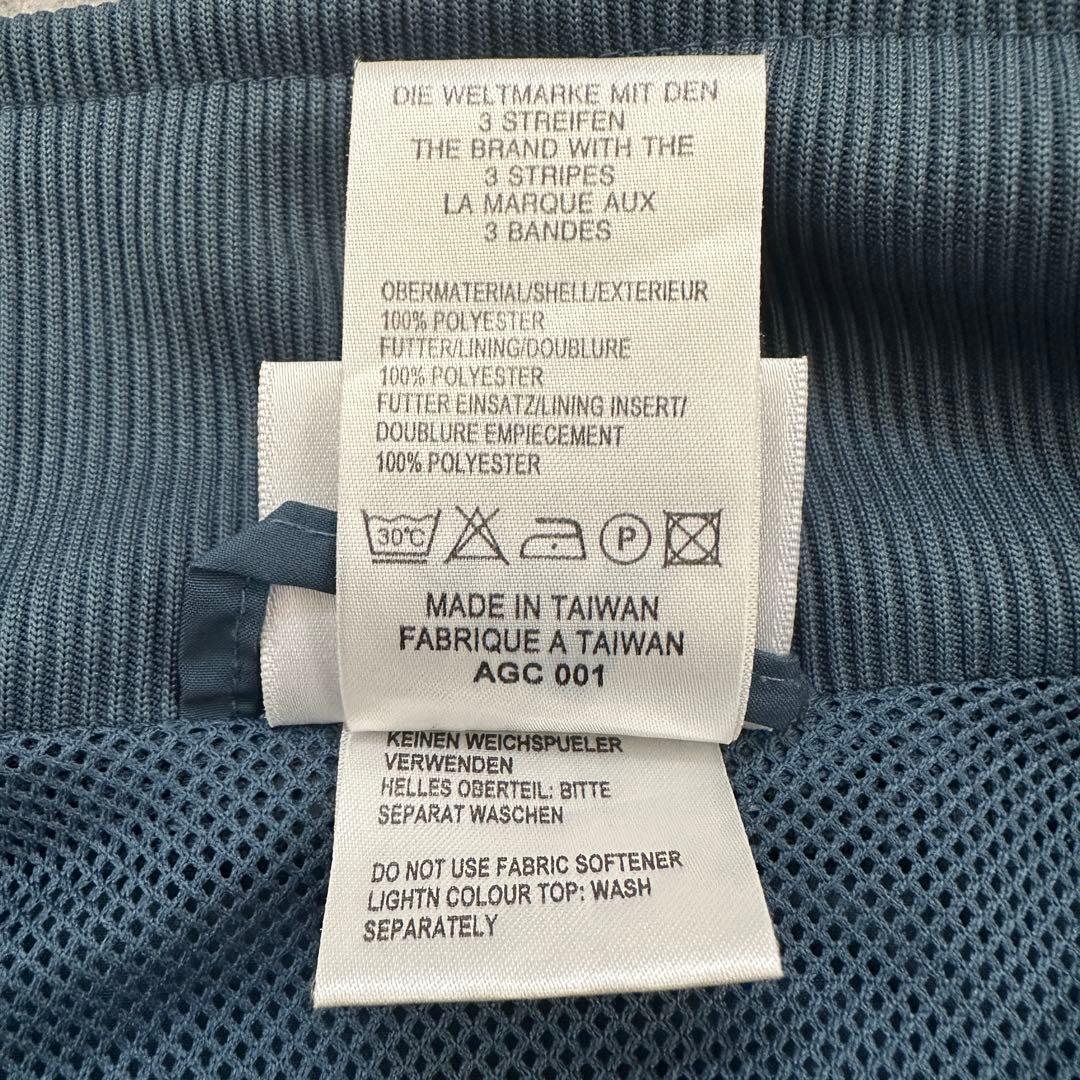 DIE WELTMARKE MIT DEN
3 STREIFEN
THE BRAND WITH THE
3 STRIPES
LA MARQUE AUX
3 BANDES
OBERMATERIAL/SHELL/EXTERIEUR
100% POLYESTER
FUTTER/LINING/DOUBLURE
100% POLYESTER
FUTTER EINSATZ/LINING INSERT/
DOUBLURE EMPIECEMENT
100% POLYESTER
30°C P
MADE IN TAIWAN
FABRIQUE A TAIWAN
AGC 001
KEINEN WEICHSPUELER
VERWENDEN
HELLES OBERTEIL: BITTE
SEPARAT WASCHEN
DO NOT USE FABRIC SOFTENER
LIGHTN COLOUR TOP: WASH
SEPARATELY